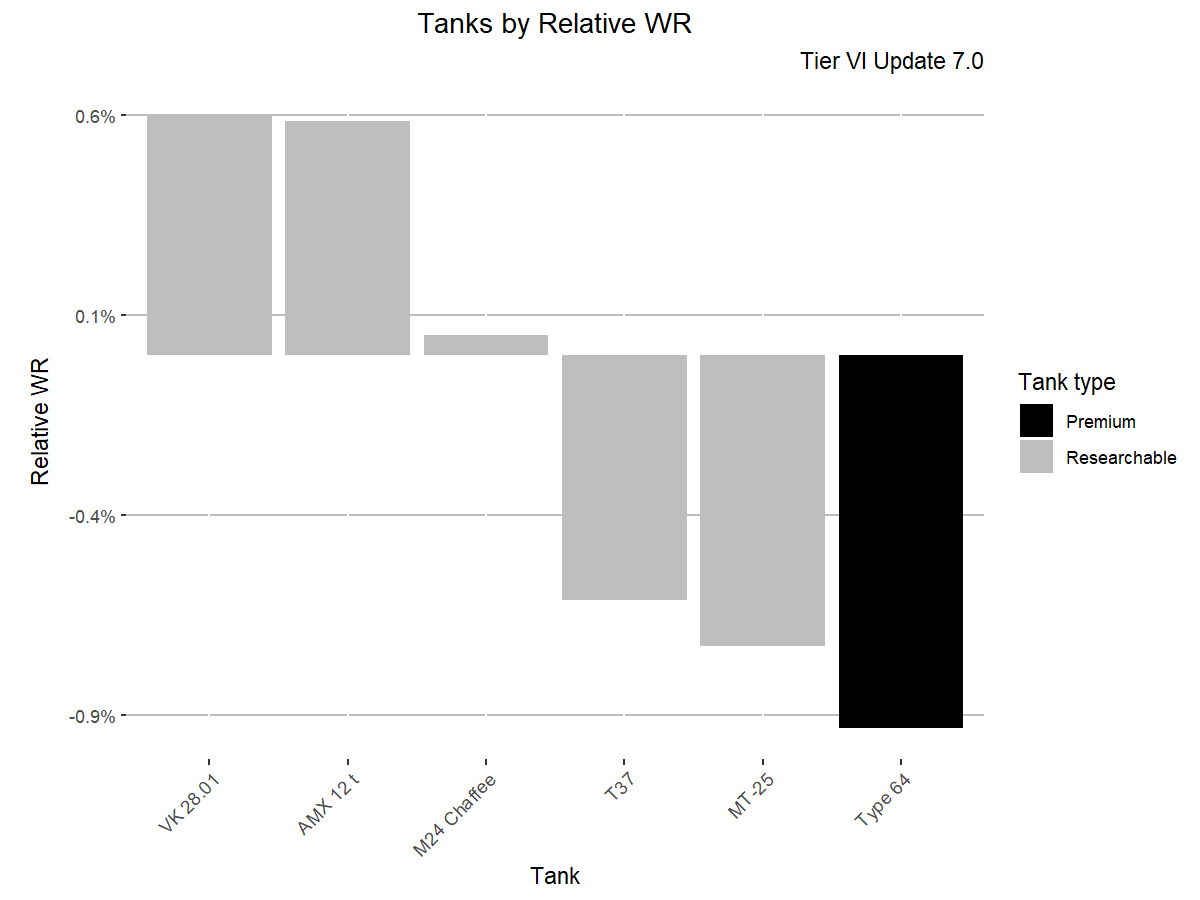 Tanks by Relative WR
Tier VI Update 7.0
Relative WR
0.6%
0.1%
-0.4%
-0.9%
VK 28.01
AMX 12 t
M24 Chaffee
T37
MT-25
Type 64
Tank
Tank type
Premium
Researchable